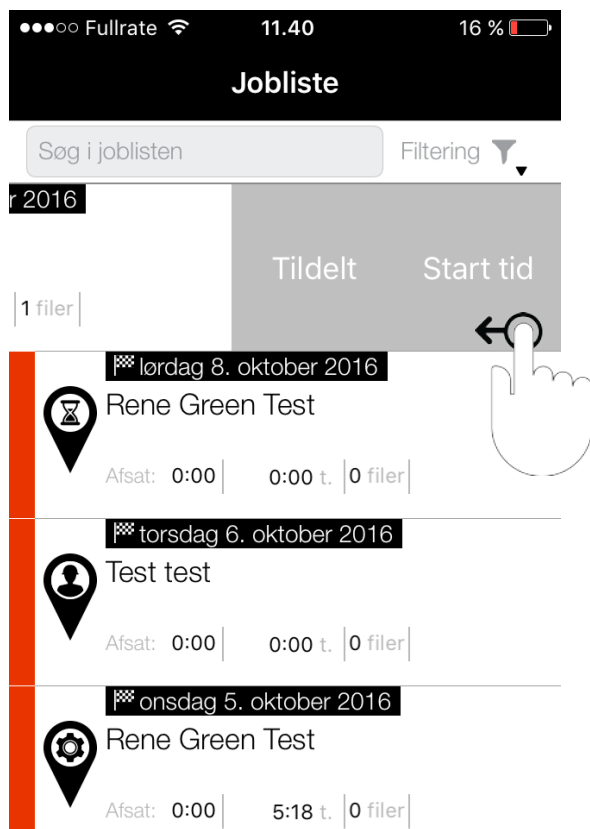 Fullrate 11.40 16 %
Jobliste
Søg i joblisten Filtering
r 2016
Tildelt Start tid
1 filer
lørdag 8. oktober 2016
Rene Green Test
Afsat: 0:00 0:00 t. 0 filer
torsdag 6. oktober 2016
Test test
Afsat: 0:00 0:00 t. 0 filer
onsdag 5. oktober 2016
Rene Green Test
Afsat: 0:00 5:18 t. 0 filer